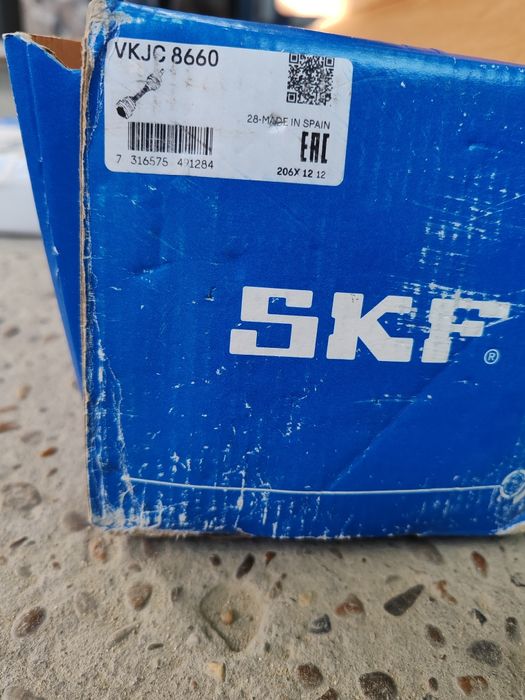 VKJC 8660
28-MADE IN SPAIN
EAC
7 316575 491284
206X 12 12
SKF®